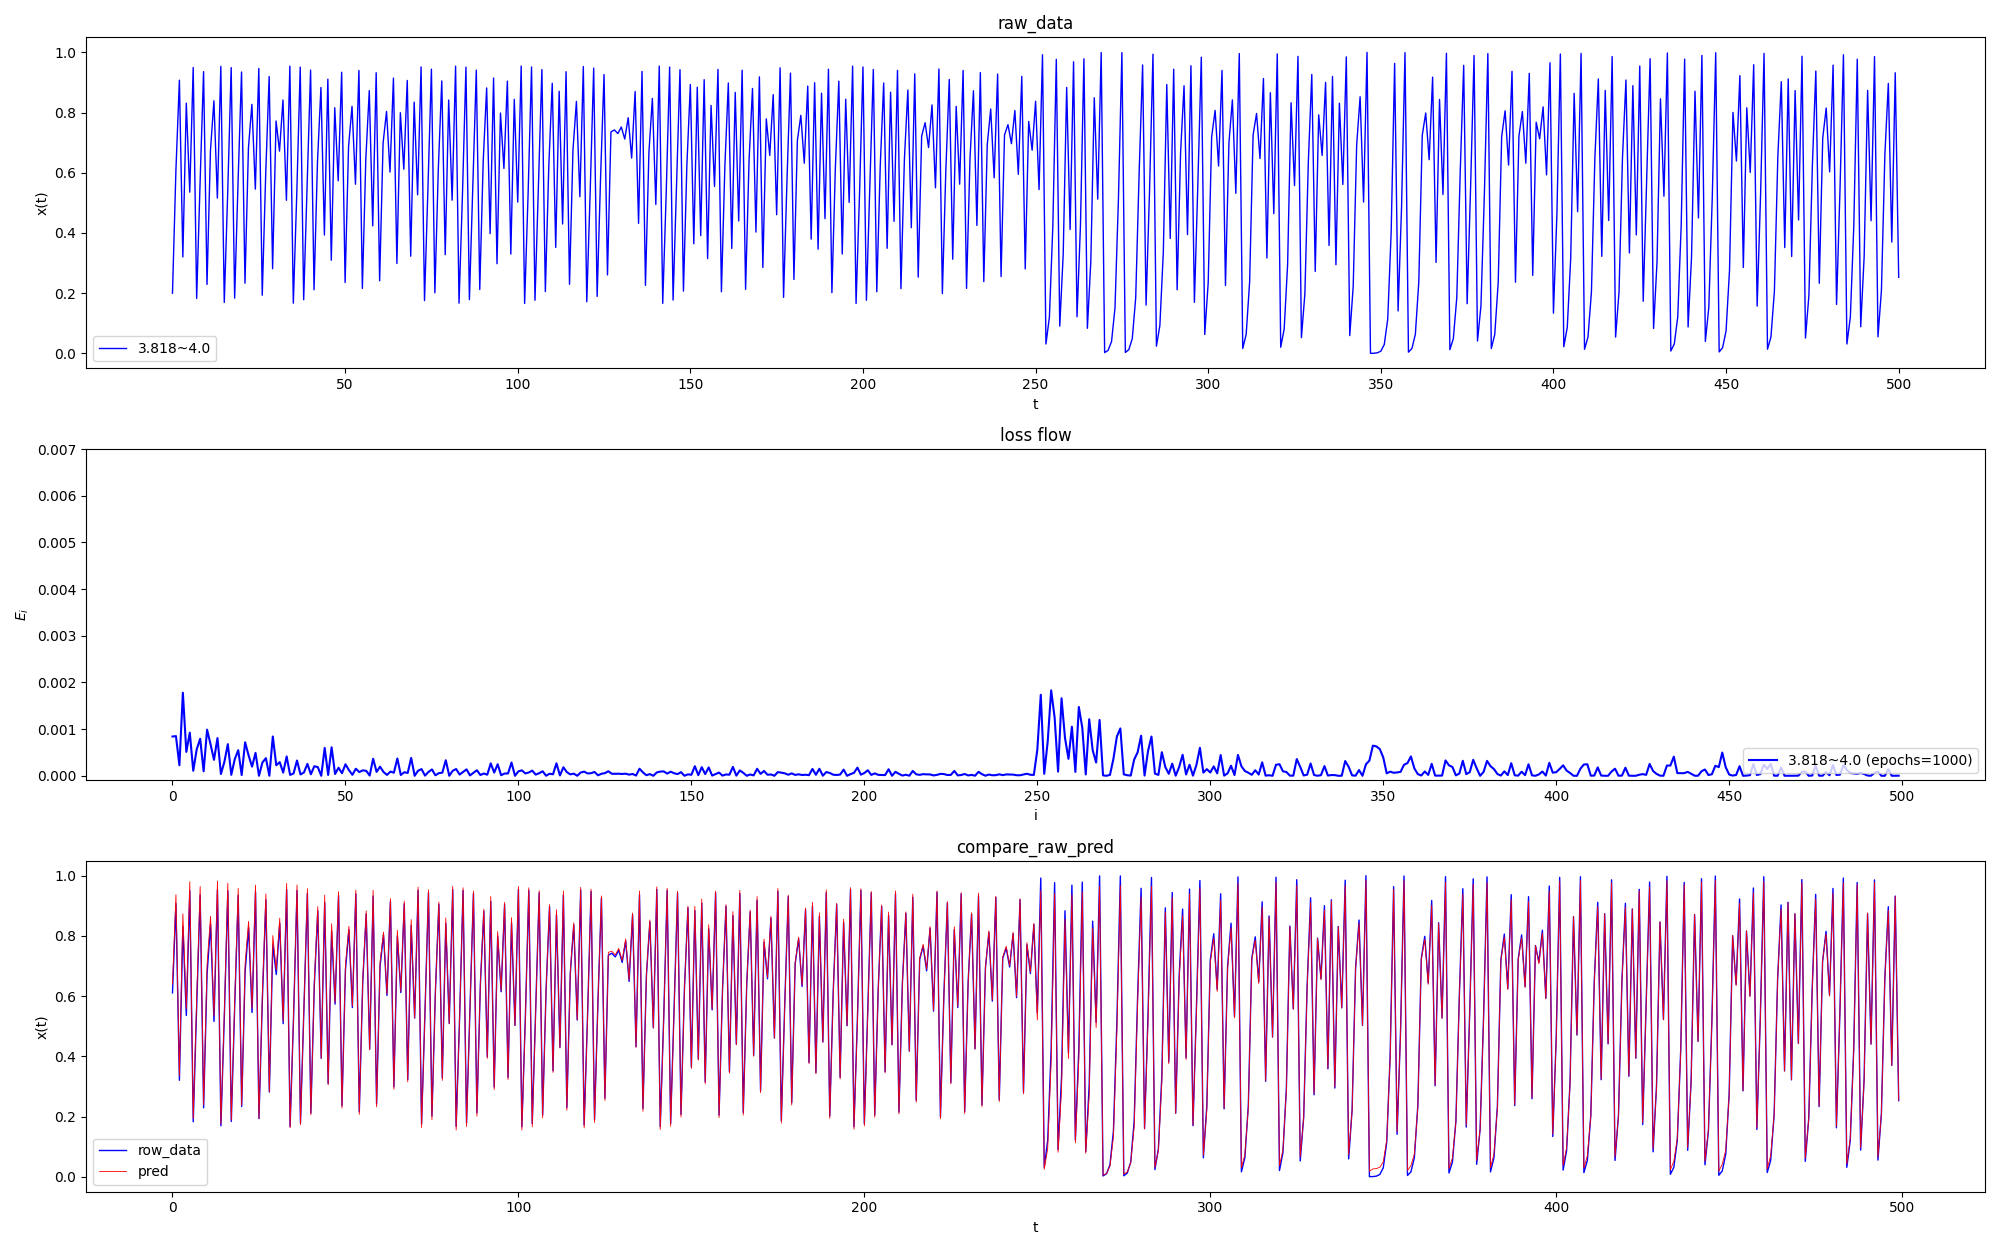 raw_data
1.0
0.8
0.6
0.4
0.2
0.0
x(t)
3.818~4.0
50 100 150 200 250 300 350 400 450 500
t
loss flow
0.007
0.006
0.005
0.004
0.003
0.002
0.001
0.000
E_i
3.818~4.0 (epochs=1000)
0 50 100 150 200 250 300 350 400 450 500
i
compare_raw_pred
1.0
0.8
0.6
0.4
0.2
0.0
x(t)
row_data
pred
0 100 200 300 400 500
t